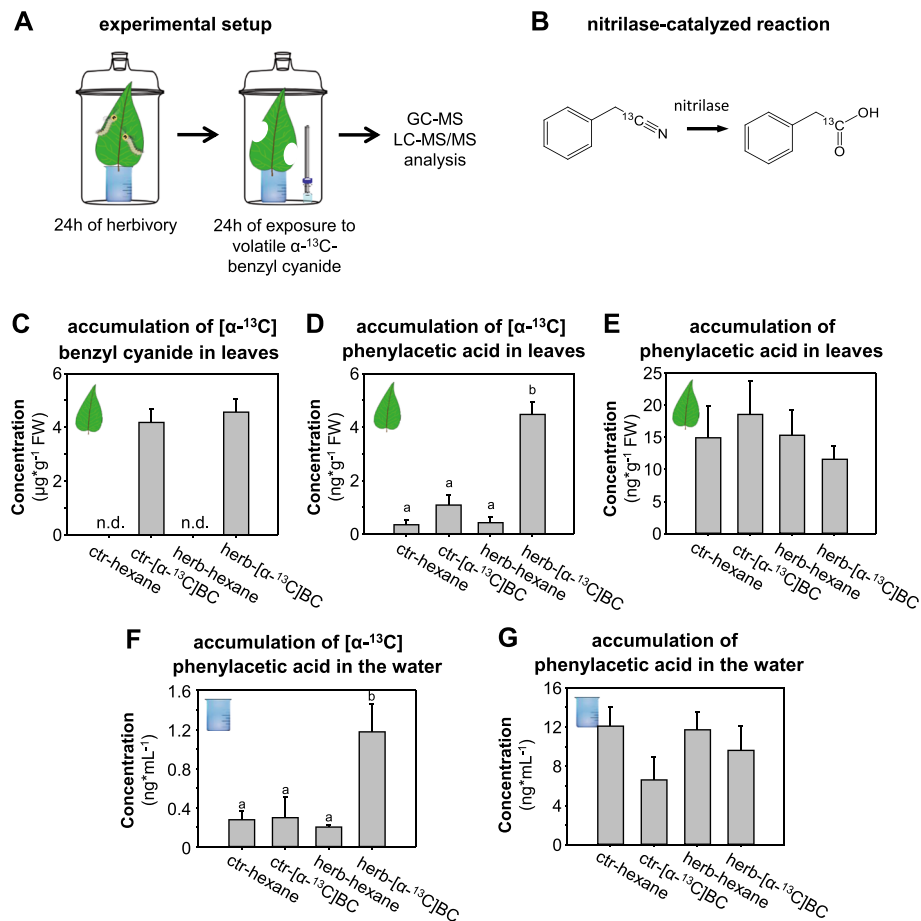 A experimental setup
24h of herbivory
24h of exposure to
volatile α-¹³C-
benzyl cyanide
GC-MS
LC-MS/MS
analysis
B nitrilase-catalyzed reaction
¹³C
N
nitrilase
¹³C
OH
O
C accumulation of [α-¹³C]
benzyl cyanide in leaves
Concentration
(µg*g⁻¹ FW)
6
4
2
0
n.d.
n.d.
ctr-hexane
ctr-[α-¹³C]BC
herb-hexane
herb-[α-¹³C]BC
D accumulation of [α-¹³C]
phenylacetic acid in leaves
Concentration
(ng*g⁻¹ FW)
6
4
2
0
a
a
a
b
ctr-hexane
ctr-[α-¹³C]BC
herb-hexane
herb-[α-¹³C]BC
E accumulation of
phenylacetic acid in leaves
Concentration
(ng*g⁻¹ FW)
25
20
15
10
5
0
ctr-hexane
ctr-[α-¹³C]BC
herb-hexane
herb-[α-¹³C]BC
F accumulation of [α-¹³C]
phenylacetic acid in the water
Concentration
(ng*mL⁻¹)
1.6
1.2
0.8
0.4
0
a
a
a
b
ctr-hexane
ctr-[α-¹³C]BC
herb-hexane
herb-[α-¹³C]BC
G accumulation of
phenylacetic acid in the water
Concentration
(ng*mL⁻¹)
16
12
8
4
0
ctr-hexane
ctr-[α-¹³C]BC
herb-hexane
herb-[α-¹³C]BC